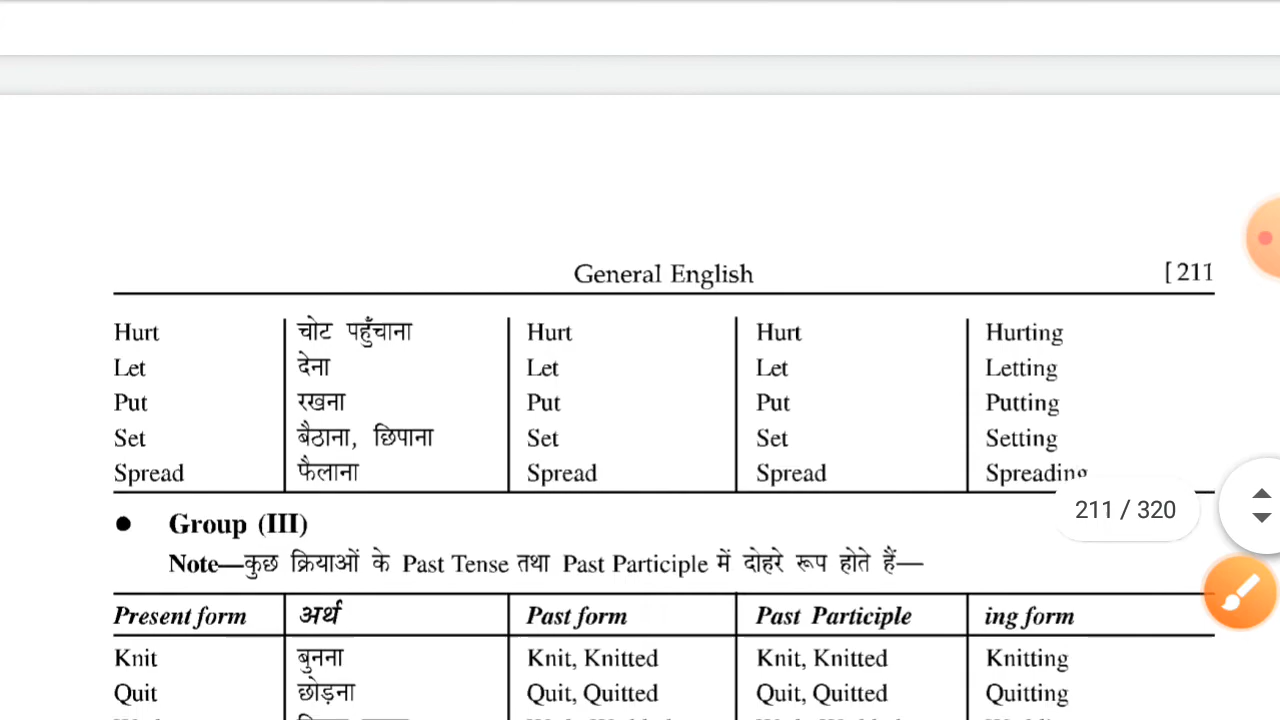 General English [211
Hurt चोट पहुँचाना Hurt Hurt Hurting
Let देना Let Let Letting
Put रखना Put Put Putting
Set बैठाना, छिपाना Set Set Setting
Spread फैलाना Spread Spread Spreading
211 / 320
● Group (III)
Note—कुछ क्रियाओं के Past Tense तथा Past Participle में दोहरे रूप होते हैं—
Present form अर्थ Past form Past Participle ing form
Knit बुनना Knit, Knitted Knit, Knitted Knitting
Quit छोड़ना Quit, Quitted Quit, Quitted Quitting